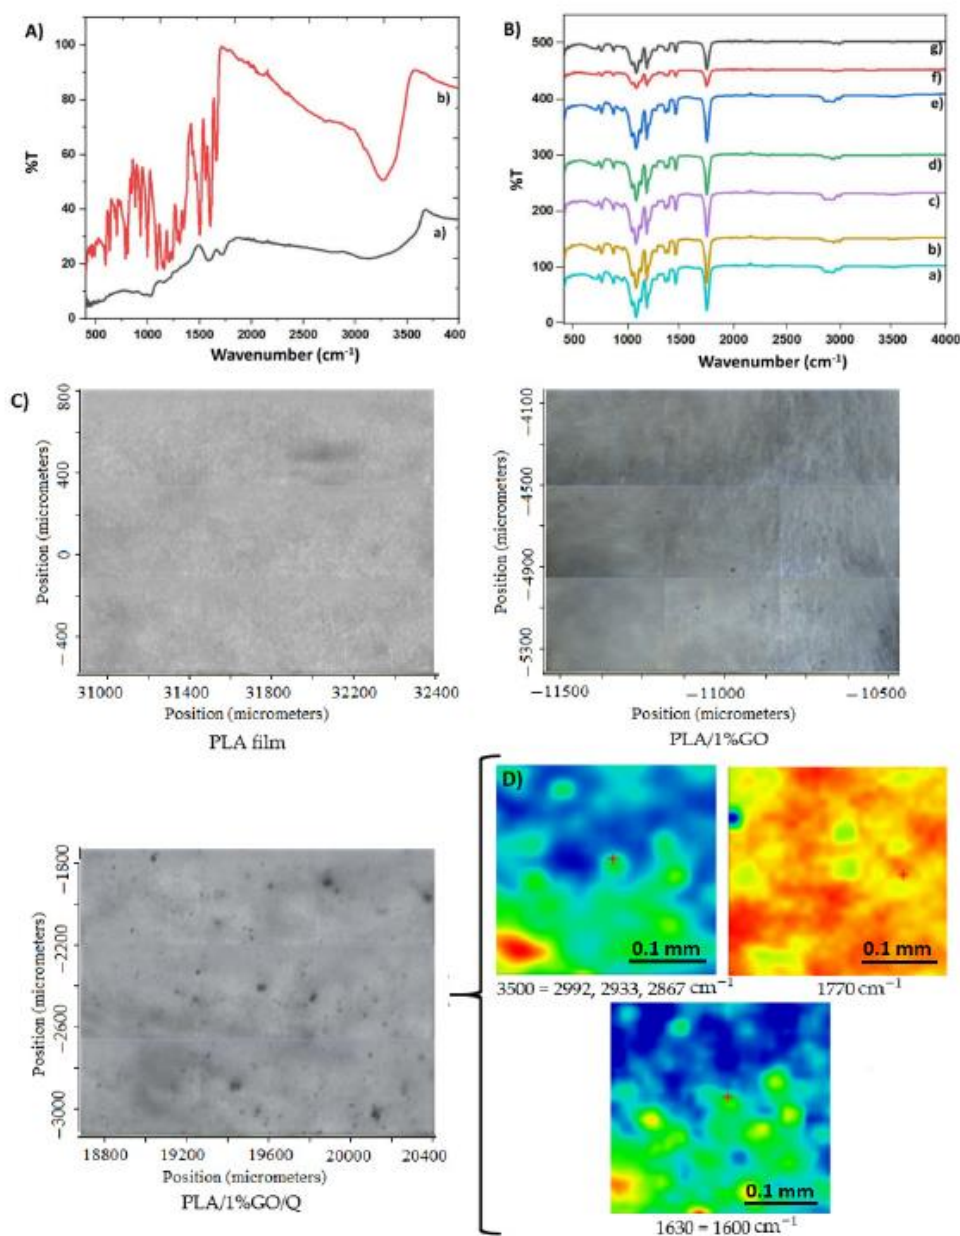 A)
100
80
60
40
20
0
%T
b)
a)
500 1000 1500 2000 2500 3000 3500 400
Wavenumber (cm⁻¹)
B)
500
400
300
200
100
0
%T
g)
f)
e)
d)
c)
b)
a)
500 1000 1500 2000 2500 3000 3500 4000
Wavenumber (cm⁻¹)
C)
800
400
0
−400
Position (micrometers)
31000 31400 31800 32200 32400
Position (micrometers)
PLA film
−4100
−4500
−4900
−5300
Position (micrometers)
−11500 −11000 −10500
Position (micrometers)
PLA/1%GO
−1800
−2200
−2600
−3000
Position (micrometers)
18800 19200 19600 20000 20400
Position (micrometers)
PLA/1%GO/Q
D)
0.1 mm
3500 = 2992, 2933, 2867 cm⁻¹
0.1 mm
1770 cm⁻¹
0.1 mm
1630 = 1600 cm⁻¹